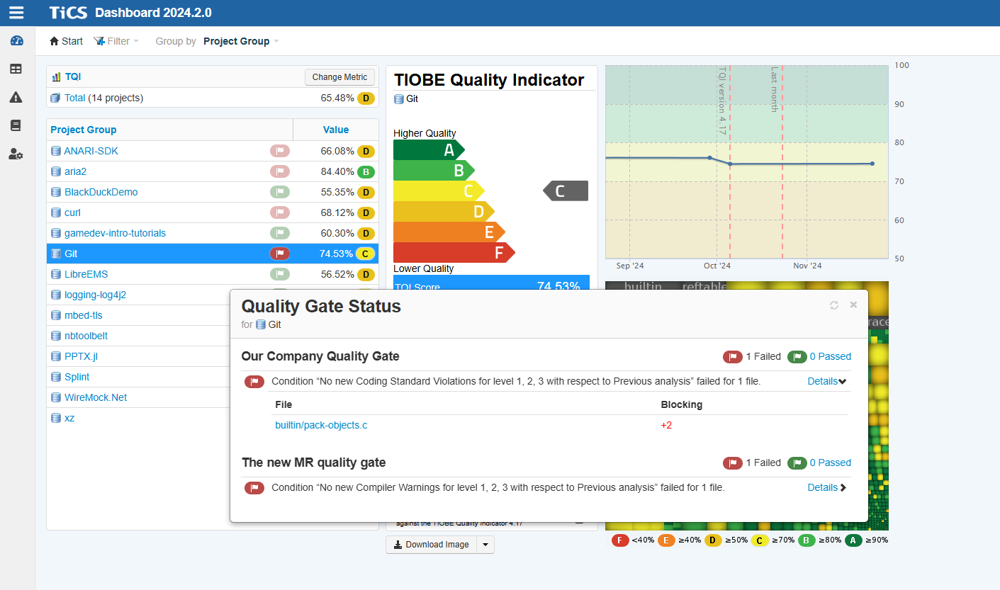 TiCS Dashboard 2024.2.0
Start Filter Group by Project Group
TQI Change Metric
Total (14 projects) 65.48% D
Project Group Value
ANARI-SDK 66.08% D
aria2 84.40% B
BlackDuckDemo 55.35% D
curl 68.12% D
gamedev-intro-tutorials 60.30% D
Git 74.53% C
LibreEMS 56.52% D
logging-log4j2
mbed-tls
nbtoolbelt
PPTX.jl
Splint
WireMock.Net
xz
TIOBE Quality Indicator
Git
Higher Quality
A
B
C C
D
E
F
Lower Quality
TQI Score 74.53%
against the TIOBE Quality Indicator 4.17
Download Image
TQI version 4.17
Last month
100
90
80
70
60
50
Sep '24 Oct '24 Nov '24
builtin reftable
race
Quality Gate Status
for Git
Our Company Quality Gate 1 Failed 0 Passed
Condition “No new Coding Standard Violations for level 1, 2, 3 with respect to Previous analysis” failed for 1 file. Details
File Blocking
builtin/pack-objects.c +2
The new MR quality gate 1 Failed 0 Passed
Condition “No new Compiler Warnings for level 1, 2, 3 with respect to Previous analysis” failed for 1 file. Details
F <40% E ≥40% D ≥50% C ≥70% B ≥80% A ≥90%